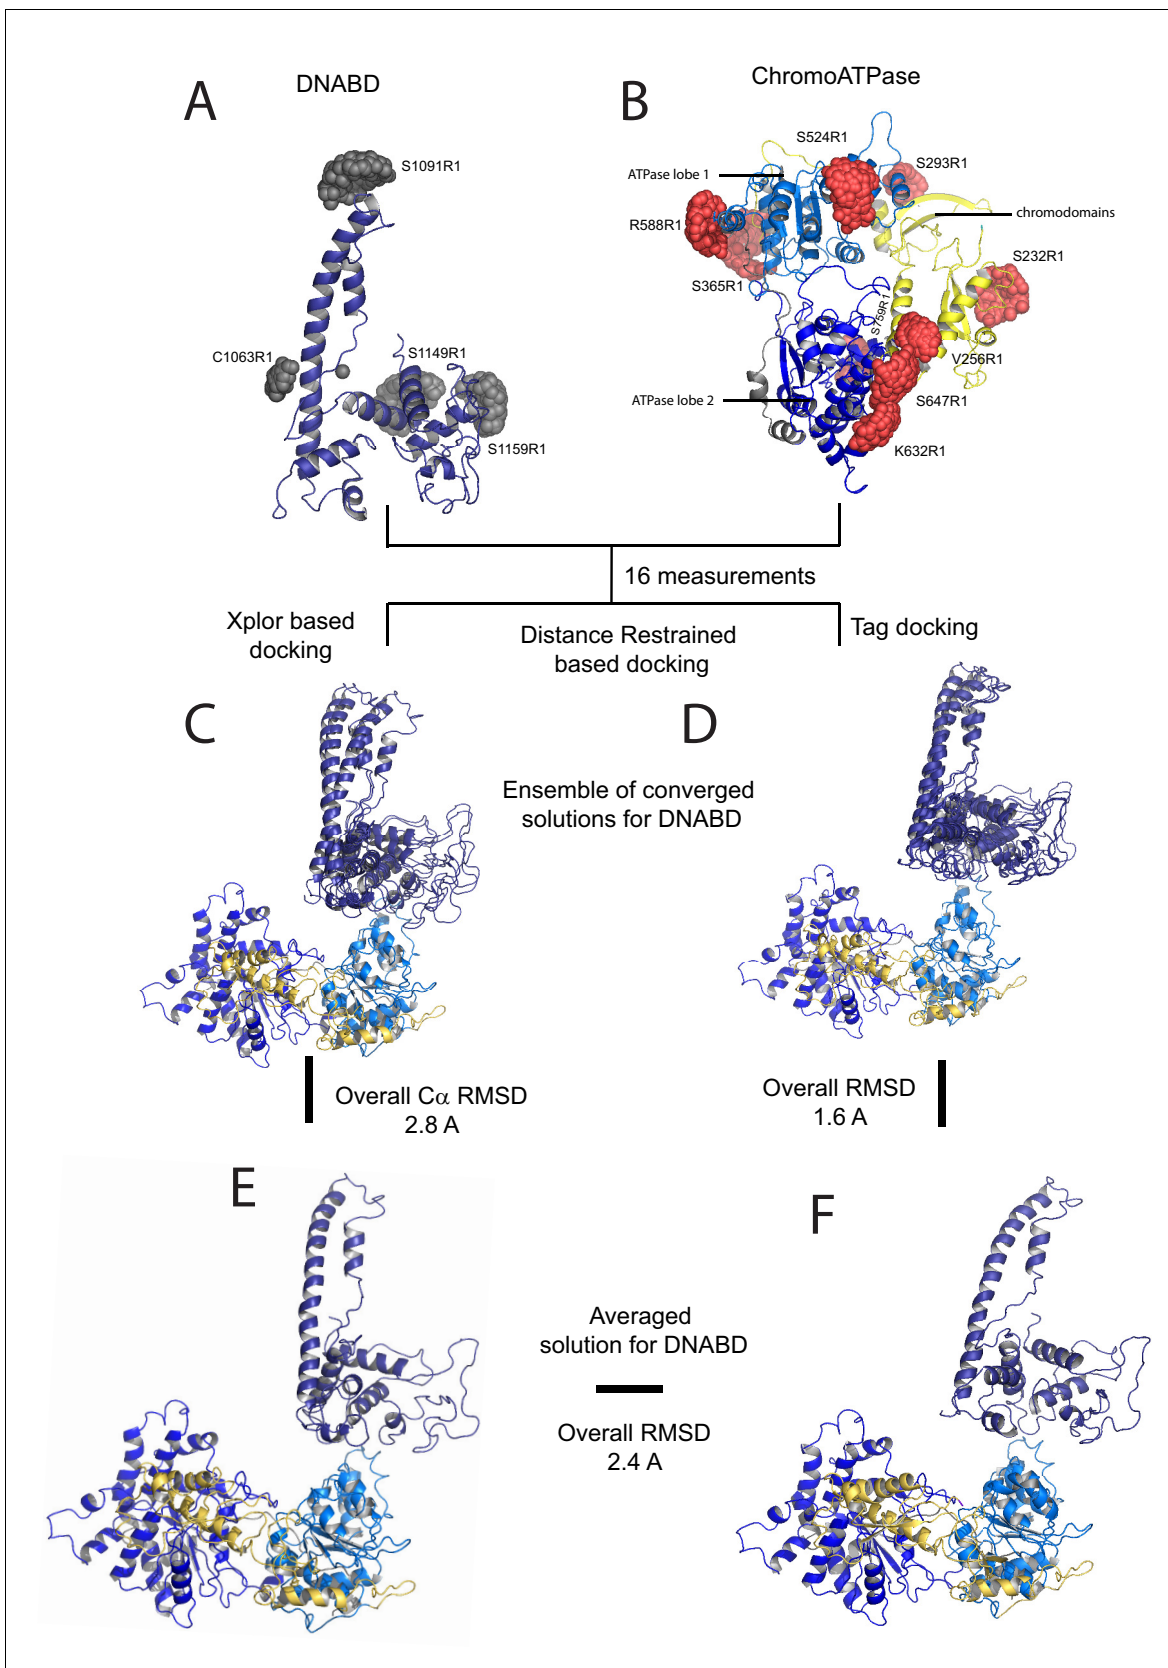 A
DNABD
S1091R1
C1063R1
S1149R1
S1159R1
B
ChromoATPase
S524R1
S293R1
ATPase lobe 1
chromodomains
R588R1
S232R1
S365R1
S759R1
V256R1
ATPase lobe 2
S647R1
K632R1
16 measurements
Xplor based
docking
Distance Restrained
based docking
Tag docking
C
D
Ensemble of converged
solutions for DNABD
Overall Cα RMSD
2.8 A
Overall RMSD
1.6 A
E
F
Averaged
solution for DNABD
Overall RMSD
2.4 A